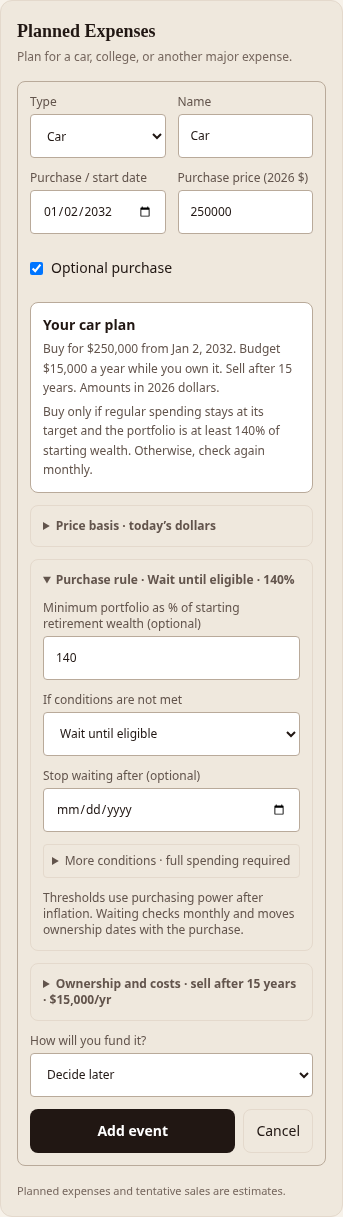 Planned Expenses
Plan for a car, college, or another major expense.
Type
Name
Car
Car
Purchase / start date
Purchase price (2026 $)
01/02/2032
250000
Optional purchase
Your car plan
Buy for $250,000 from Jan 2, 2032. Budget
$15,000 a year while you own it. Sell after 15
years. Amounts in 2026 dollars.
Buy only if regular spending stays at its
target and the portfolio is at least 140% of
starting wealth. Otherwise, check again
monthly.
Price basis · today's dollars
Purchase rule · Wait until eligible · 140%
Minimum portfolio as % of starting
retirement wealth (optional)
140
If conditions are not met
Wait until eligible
Stop waiting after (optional)
mm/dd/yyyy
More conditions · full spending required
Thresholds use purchasing power after
inflation. Waiting checks monthly and moves
ownership dates with the purchase.
Ownership and costs · sell after 15 years
· $15,000/yr
How will you fund it?
Decide later
Add event
Cancel
Planned expenses and tentative sales are estimates.